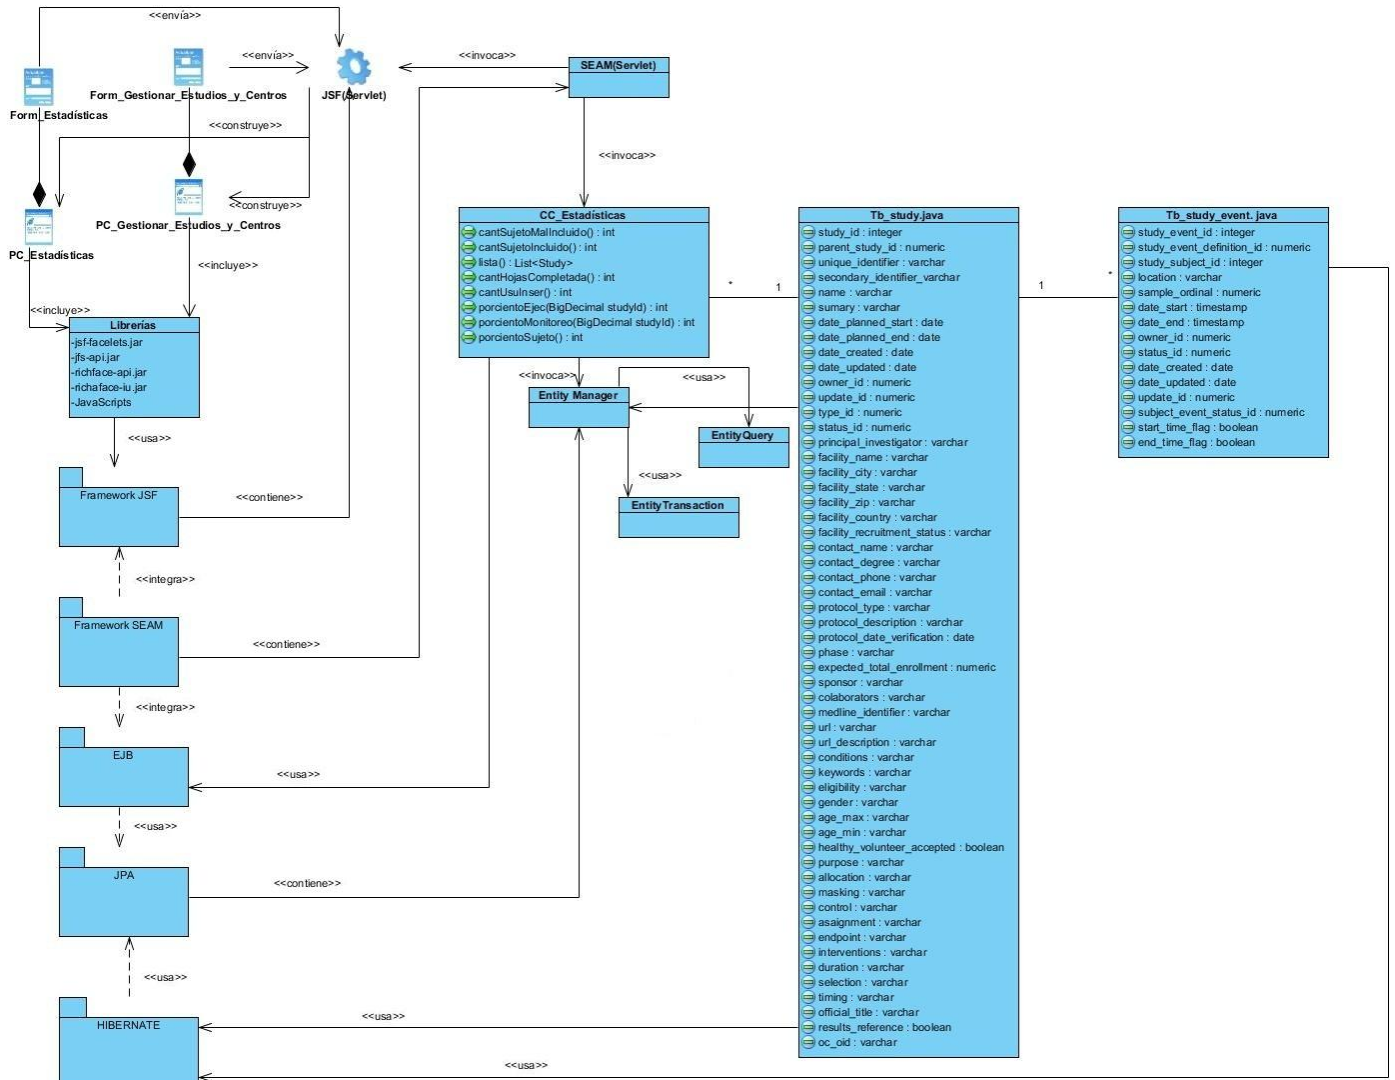 <<envía>>
<<envía>>
<<invoca>>
SEAM(Servlet)
Form_Gestionar_Estudios_y_Centros
JSF(Servlet)
Form_Estadísticas
<<construye>>
<<invoca>>
<<construye>>
PC_Gestionar_Estudios_y_Centros
PC_Estadísticas
<<incluye>>
<<incluye>>
Librerías
-jsf-facelets.jar
-jfs-api.jar
-richface-api.jar
-richaface-iu.jar
-JavaScripts
<<usa>>
Framework JSF
<<contiene>>
<<integra>>
Framework SEAM
<<contiene>>
<<integra>>
EJB
<<usa>>
<<usa>>
JPA
<<contiene>>
<<usa>>
HIBERNATE
<<usa>>
<<usa>>
CC_Estadísticas
cantSujetoMalIncluido() : int
cantSujetoIncluido() : int
lista() : List<Study>
cantHojasCompletada() : int
cantUsuInser() : int
porcientoEjec(BigDecimal studyId) : int
porcientoMonitoreo(BigDecimal studyId) : int
porcientoSujeto() : int
<<invoca>>
Entity Manager
<<usa>>
EntityQuery
<<usa>>
EntityTransaction
*
1
Tb_study.java
study_id : integer
parent_study_id : numeric
unique_identifier : varchar
secondary_identifier_varchar
name : varchar
sumary : varchar
date_planned_start : date
date_planned_end : date
date_created : date
date_updated : date
owner_id : numeric
update_id : numeric
type_id : numeric
status_id : numeric
principal_investigator : varchar
facility_name : varchar
facility_city : varchar
facility_state : varchar
facility_zip : varchar
facility_country : varchar
facility_recruitment_status : varchar
contact_name : varchar
contact_degree : varchar
contact_phone : varchar
contact_email : varchar
protocol_type : varchar
protocol_description : varchar
protocol_date_verification : date
phase : varchar
expected_total_enrollment : numeric
sponsor : varchar
colaborators : varchar
medline_identifier : varchar
url : varchar
url_description : varchar
conditions : varchar
keywords : varchar
eligibility : varchar
gender : varchar
age_max : varchar
age_min : varchar
healthy_volunteer_accepted : boolean
purpose : varchar
allocation : varchar
masking : varchar
control : varchar
asaignment : varchar
endpoint : varchar
interventions : varchar
duration : varchar
selection : varchar
timing : varchar
official_title : varchar
results_reference : boolean
oc_oid : varchar
1
*
Tb_study_event. java
study_event_id : integer
study_event_definition_id : numeric
study_subject_id : integer
location : varchar
sample_ordinal : numeric
date_start : timestamp
date_end : timestamp
owner_id : numeric
status_id : numeric
date_created : date
date_updated : date
update_id : numeric
subject_event_status_id : numeric
start_time_flag : boolean
end_time_flag : boolean